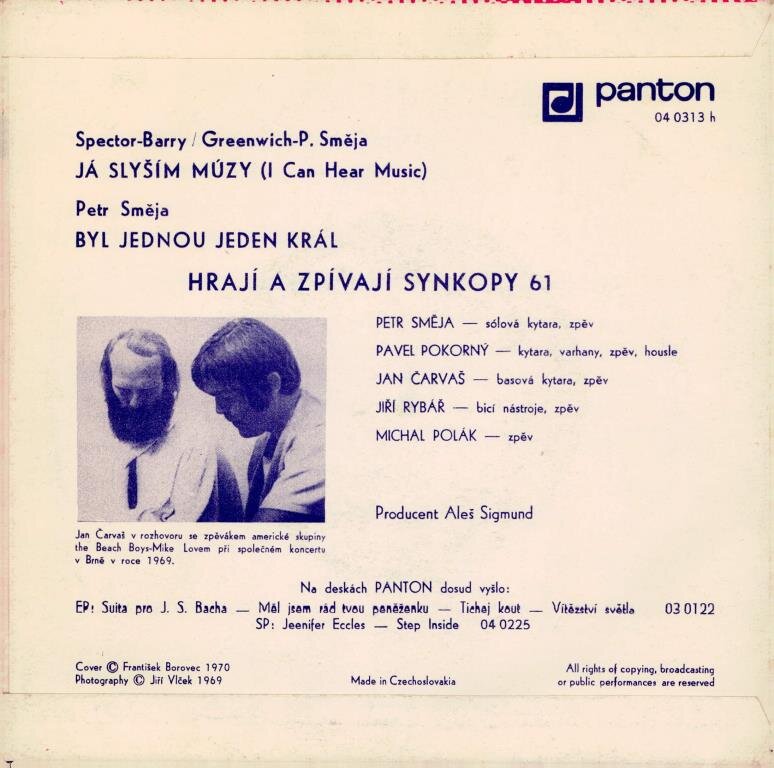 panton
04 0313 h
Spector-Barry / Greenwich-P. Směja
JÁ SLYŠÍM MÚZY (I Can Hear Music)
Petr Směja
BYL JEDNOU JEDEN KRÁL
HRAJÍ A ZPÍVAJÍ SYNKOPY 61
PETR SMĚJA — sólová kytara, zpěv
PAVEL POKORNÝ — kytara, varhany, zpěv, housle
JAN ČARVAŠ — basová kytara, zpěv
JIŘÍ RYBÁŘ — bicí nástroje, zpěv
MICHAL POLÁK — zpěv
Producent Aleš Sigmund
Jan Čarvaš v rozhovoru se zpěvákem americké skupiny
the Beach Boys-Mike Lovem při společném koncertu
v Brně v roce 1969.
Na deskách PANTON dosud vyšlo:
EP: Suita pro J. S. Bacha — Měl jsem rád tvou peněženku — Tichej kout — Vítězství světla 03 0122
SP: Jeenifer Eccles — Step Inside 04 0225
Cover © František Borovec 1970
Photography © Jiří Vlček 1969
Made in Czechoslovakia
All rights of copying, broadcasting
or public performances are reserved